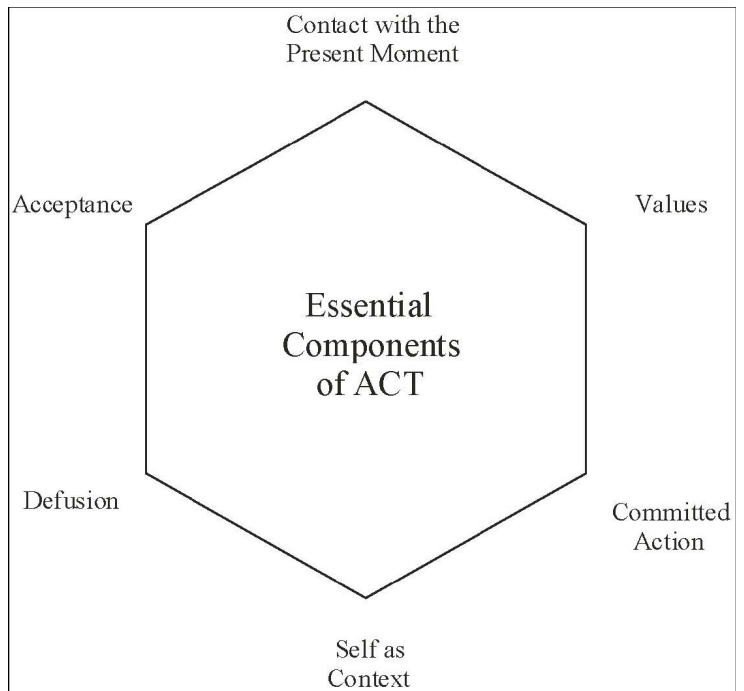 Contact with the
Present Moment
Acceptance
Values
Essential
Components
of ACT
Defusion
Committed
Action
Self as
Context